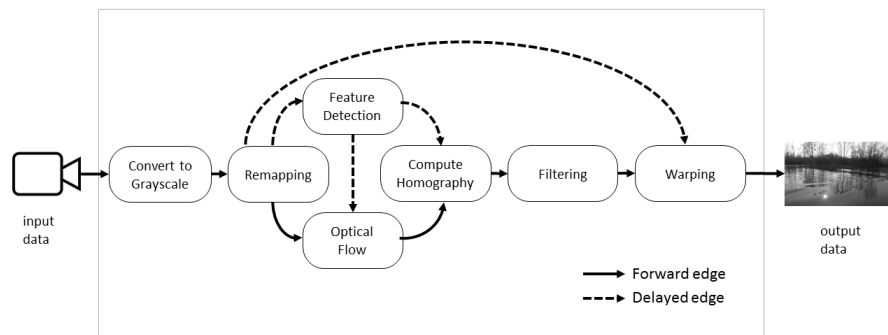 Feature
Detection
Convert to
Grayscale
Remapping
Compute
Homography
Filtering
Warping
Optical
Flow
input
data
output
data
Forward edge
Delayed edge